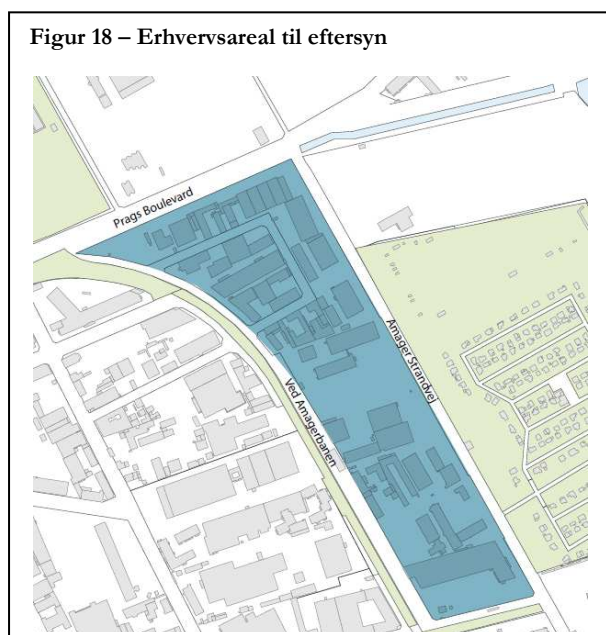 Figur 18 – Erhvervsareal til eftersyn
Prags Boulevard
Amager Strandvej
Ved Amagerbanen